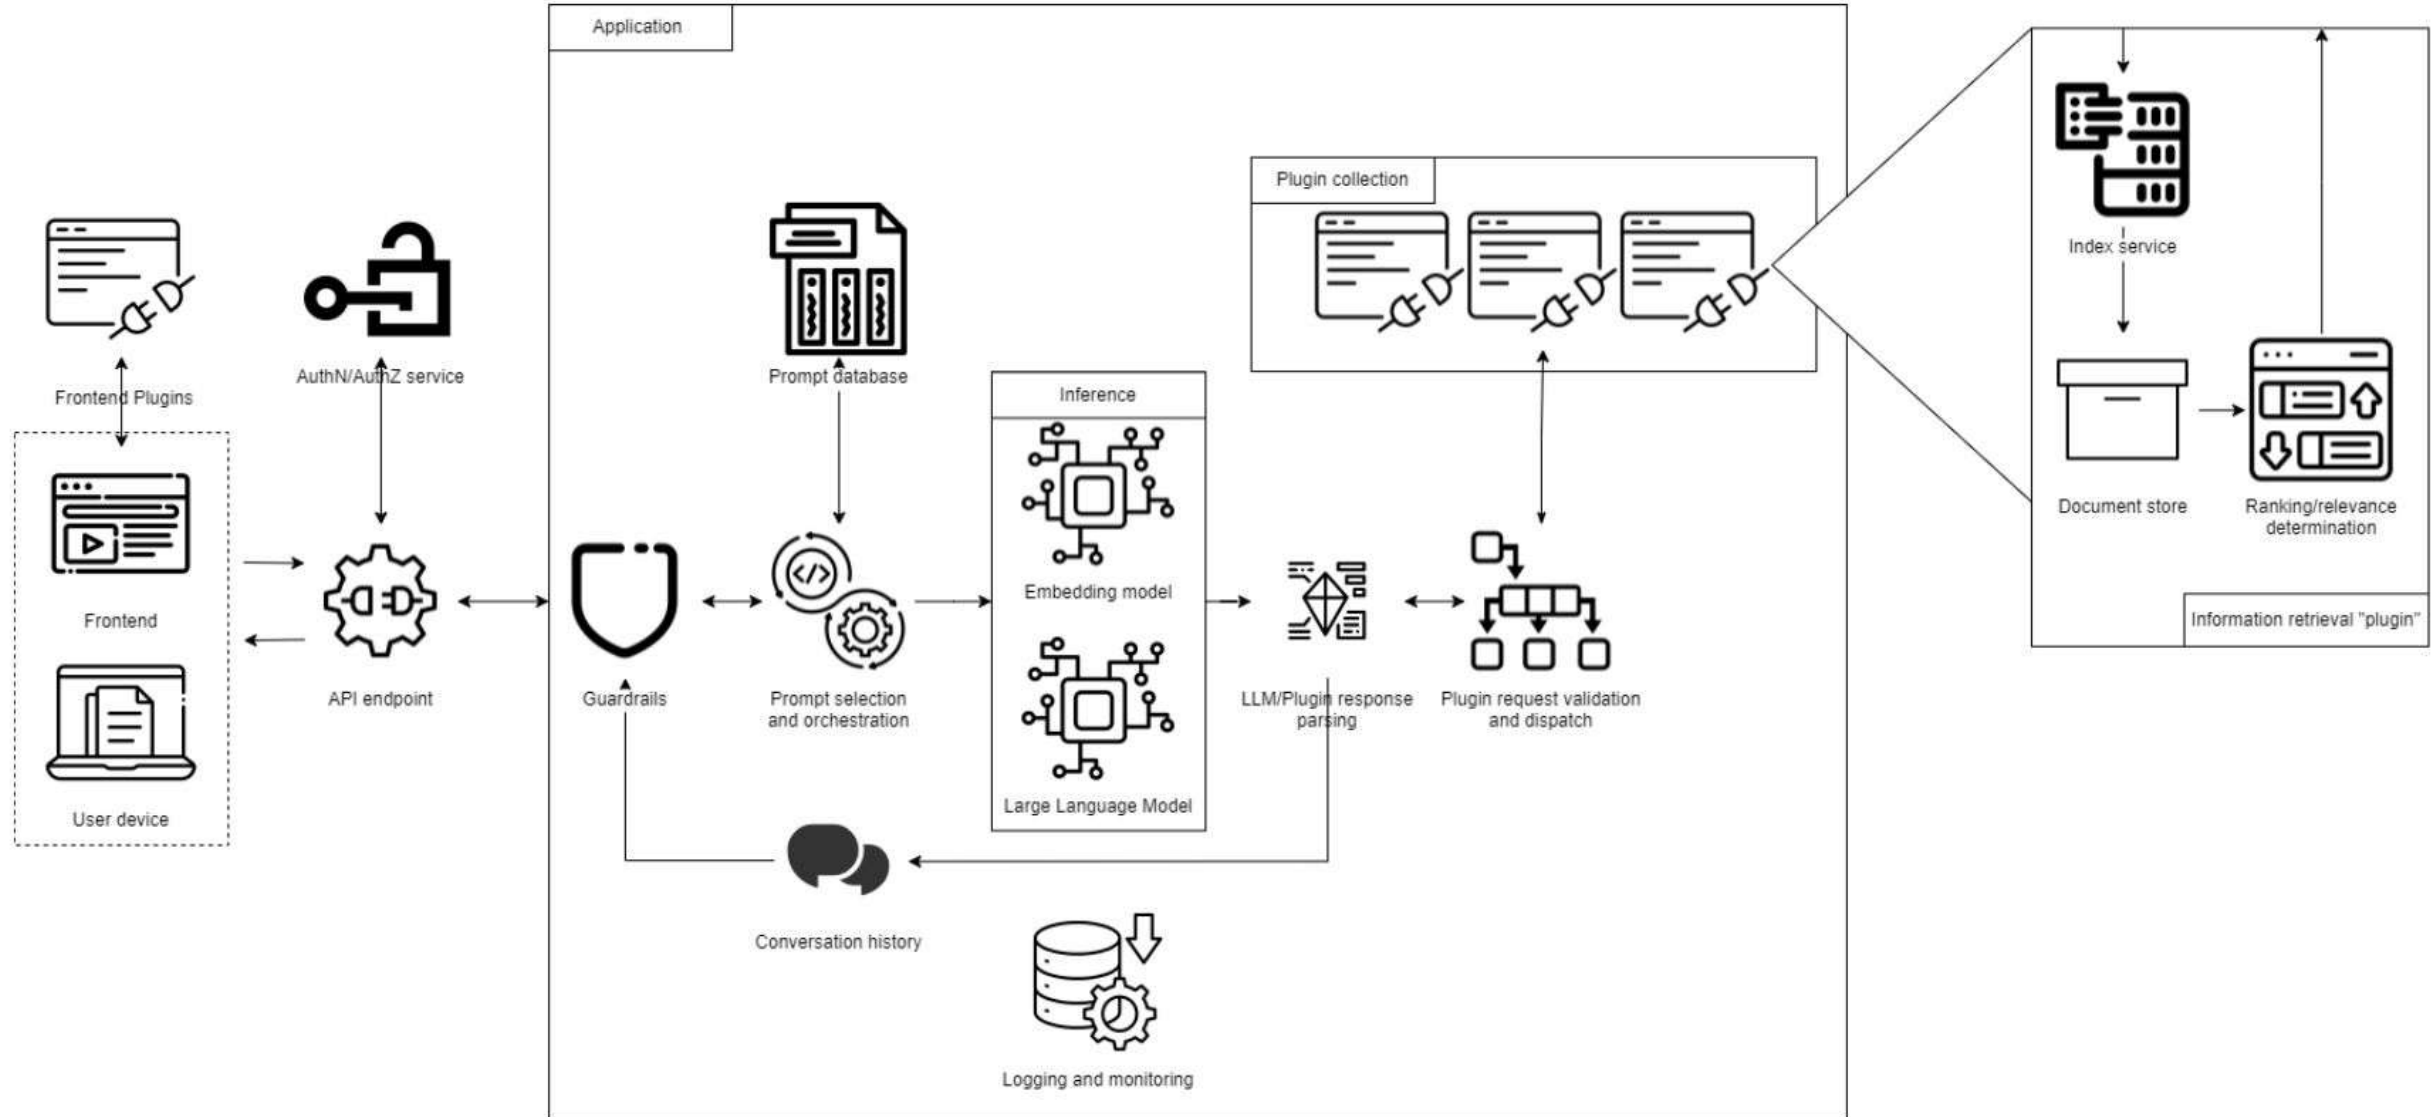 Application
Plugin collection
Index service
Frontend Plugins
AuthN/AuthZ service
Prompt database
Inference
Embedding model
Document store
Ranking/relevance
determination
Frontend
Information retrieval "plugin"
API endpoint
Guardrails
Prompt selection
and orchestration
LLM/Plugin response
parsing
Plugin request validation
and dispatch
Large Language Model
User device
Conversation history
Logging and monitoring